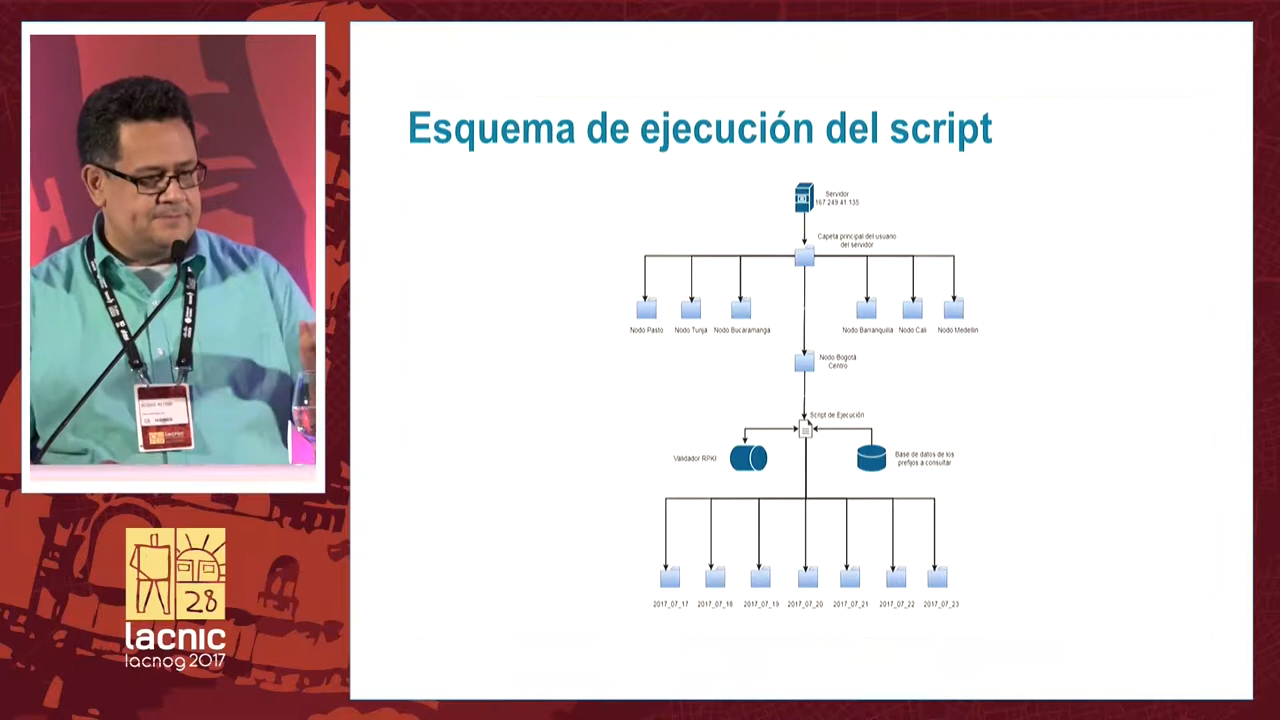 Esquema de ejecución del script
Servidor
167.249.41.135
Capeta principal del usuario
del servidor
Nodo Pasto
Nodo Tunja
Nodo Bucaramanga
Nodo Barranquilla
Nodo Cali
Nodo Medellin
Nodo Bogotá
Centro
Script de Ejecución
Validador RPKI
Base de datos de los
prefijos a consultar
2017_07_17
2017_07_18
2017_07_19
2017_07_20
2017_07_21
2017_07_22
2017_07_23
lacnic
28
lacnic
lacnog 2017